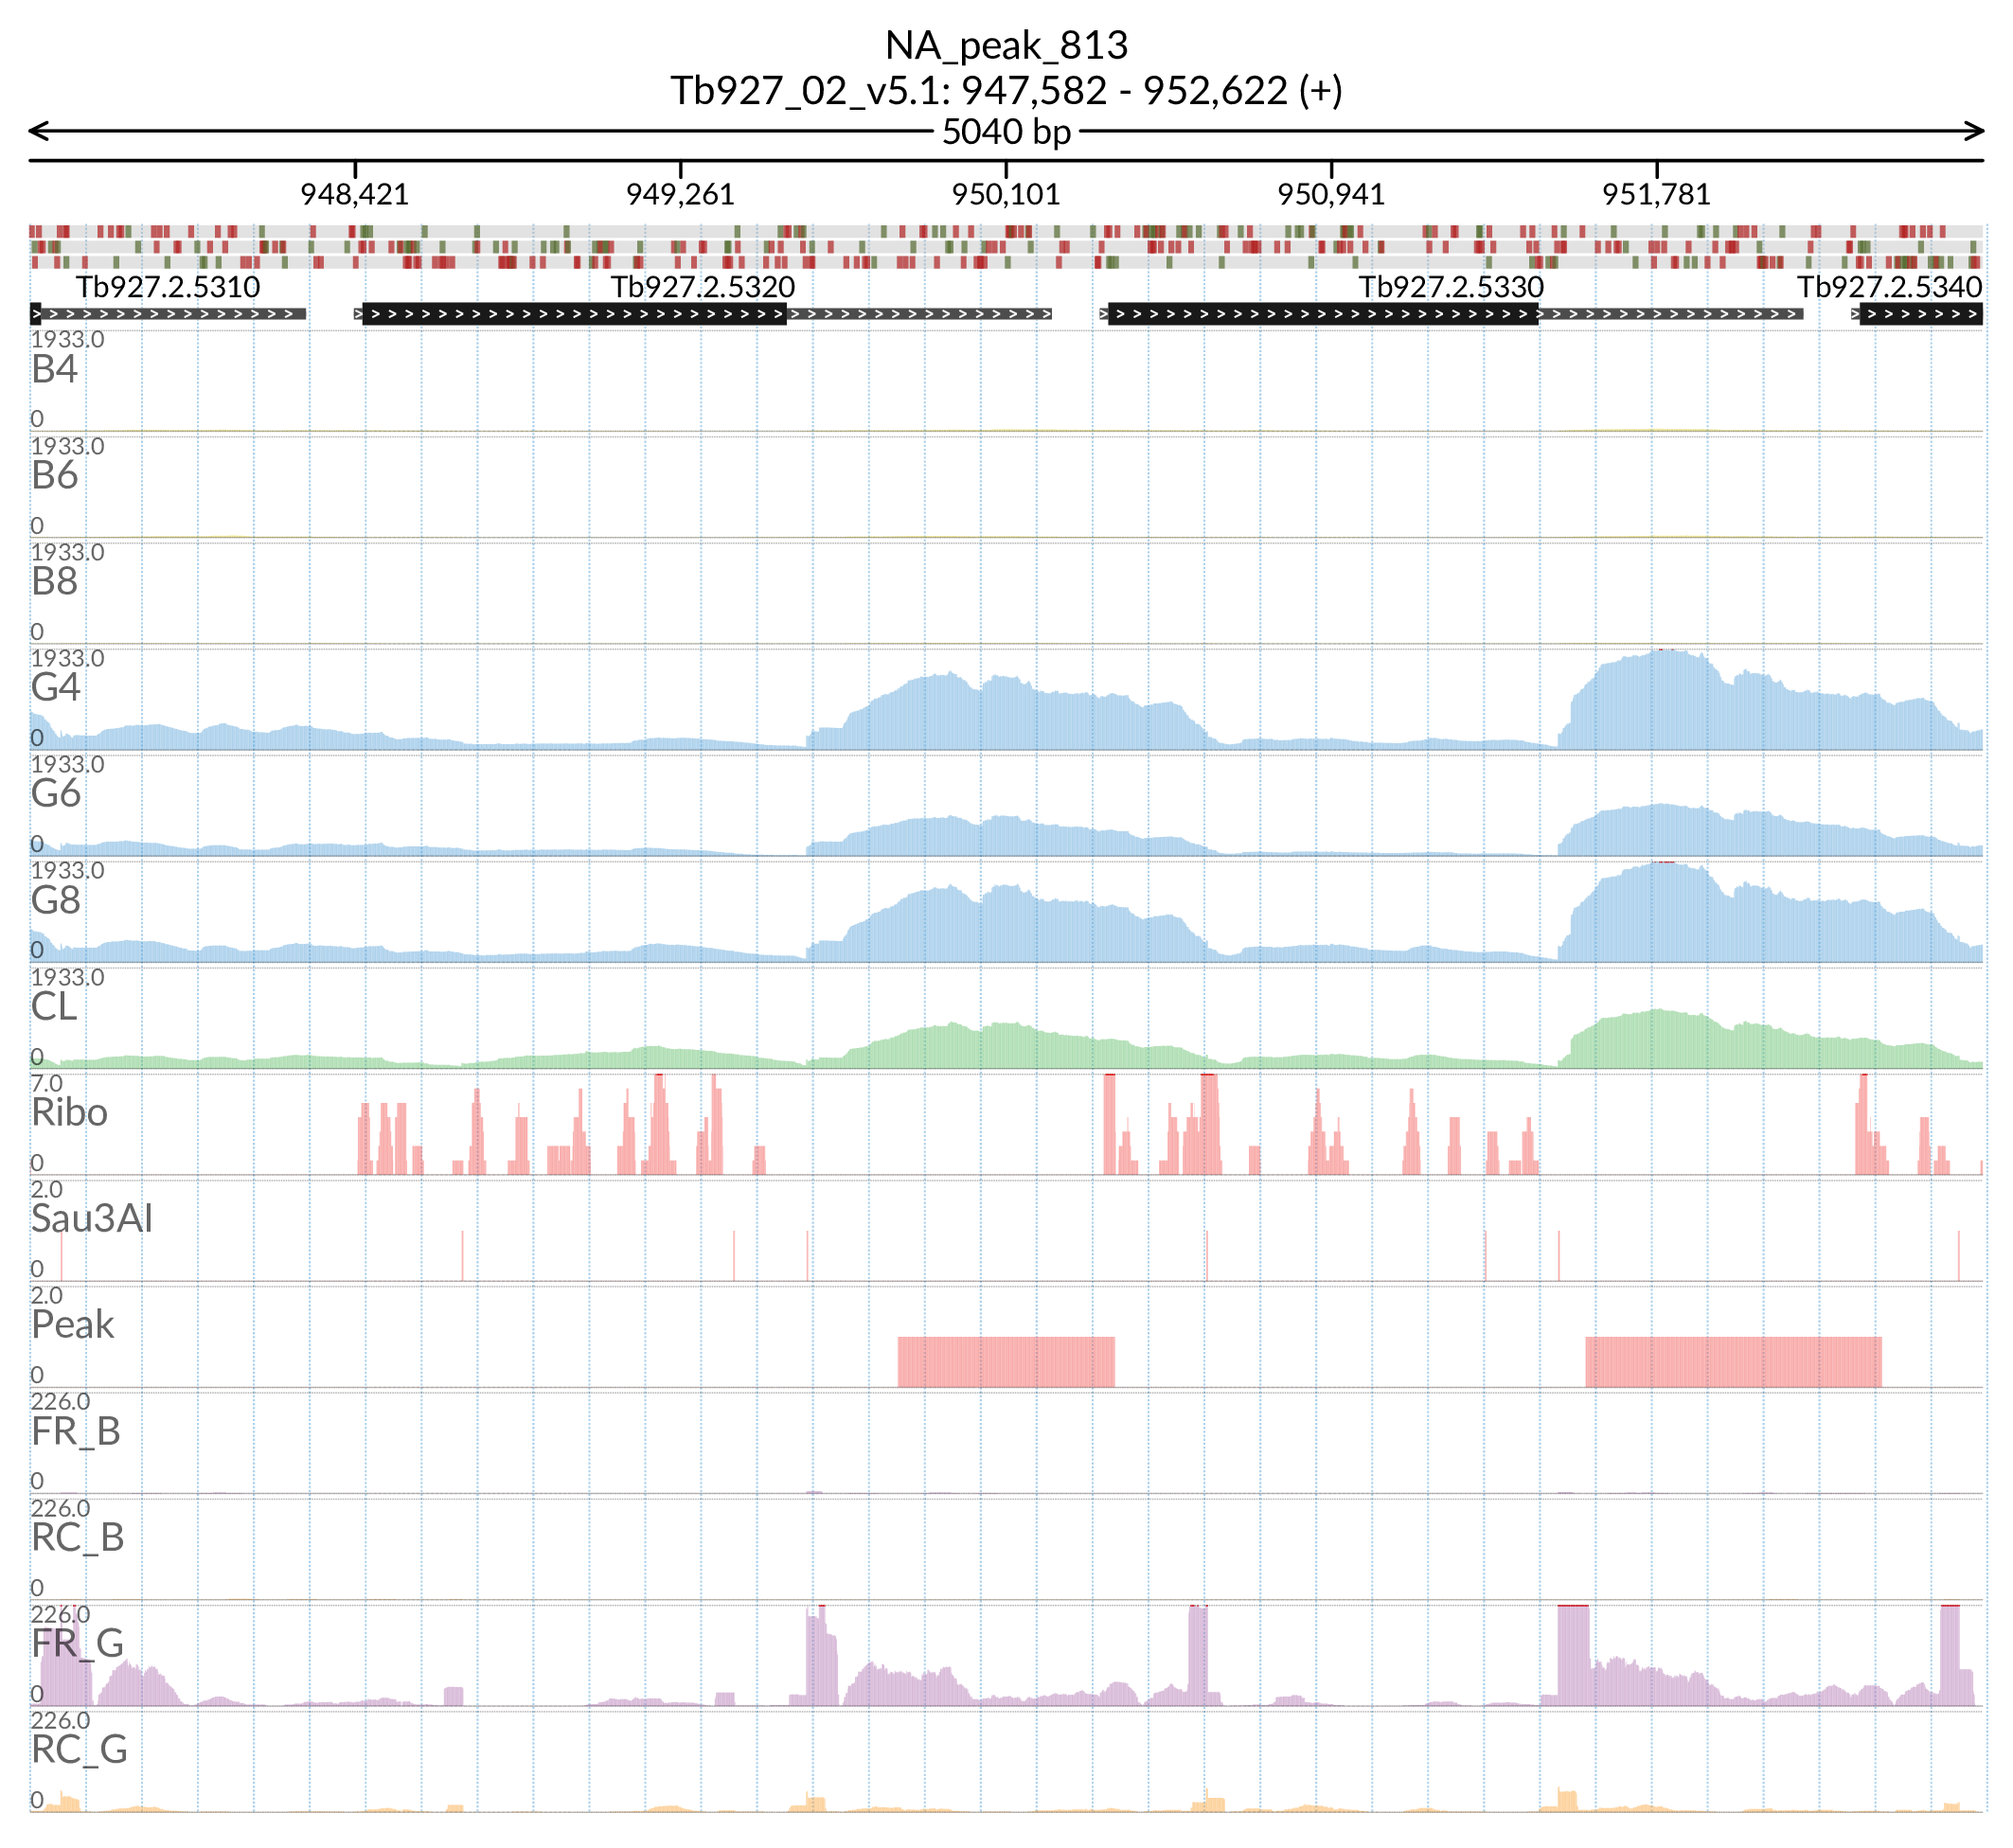 NA_peak_813
Tb927_02_v5.1: 947,582 - 952,622 (+)
5040 bp
948,421 949,261 950,101 950,941 951,781
Tb927.2.5310 Tb927.2.5320 Tb927.2.5330 Tb927.2.5340
1933.0
B4
0
1933.0
B6
0
1933.0
B8
0
1933.0
G4
0
1933.0
G6
0
1933.0
G8
0
1933.0
CL
0
7.0
Ribo
0
2.0
Sau3AI
0
2.0
Peak
0
226.0
FR_B
0
226.0
RC_B
0
226.0
FR_G
0
226.0
RC_G
0